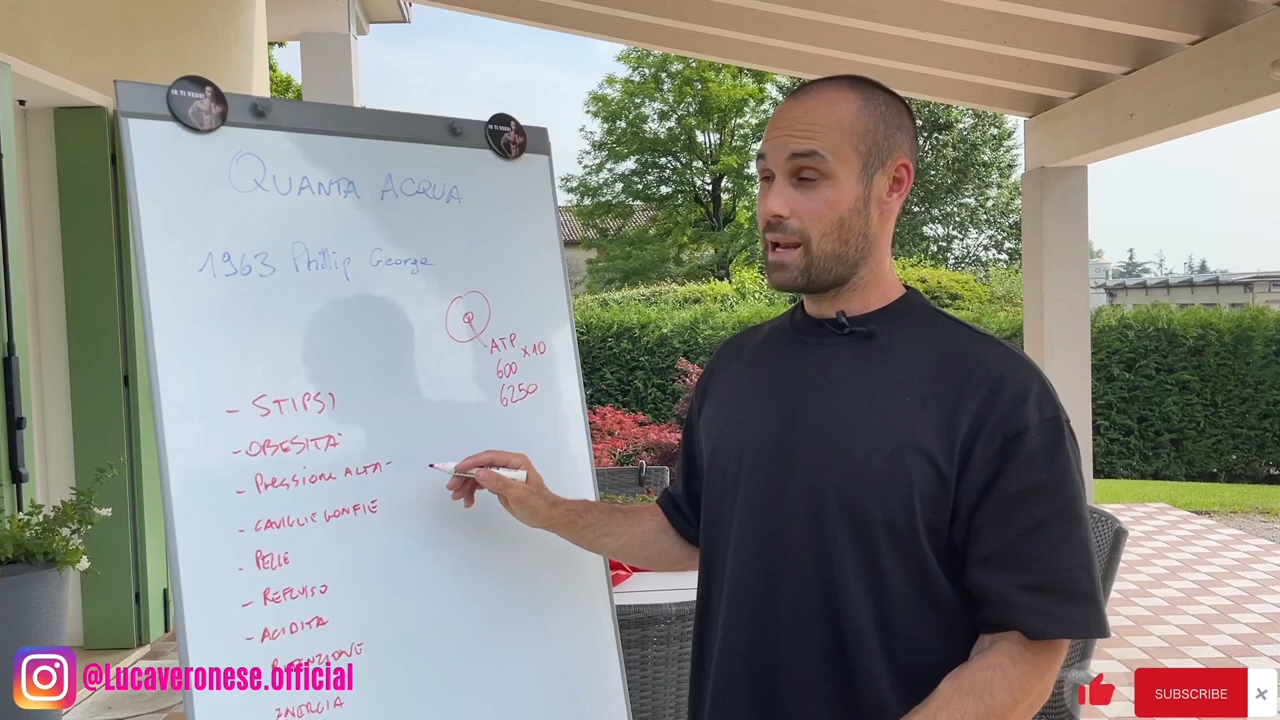 QUANTA ACQUA
1963 Phillip George
ATP
600 x10
6250
- STIPSI
- OBESITÀ
- Pressione ALTA
- CAVIGLIE GONFIE
- PELLE
- REFLUSSO
- ACIDITÀ
RITENZIONE
ENERGIA
@Lucaveronese.official
SUBSCRIBE